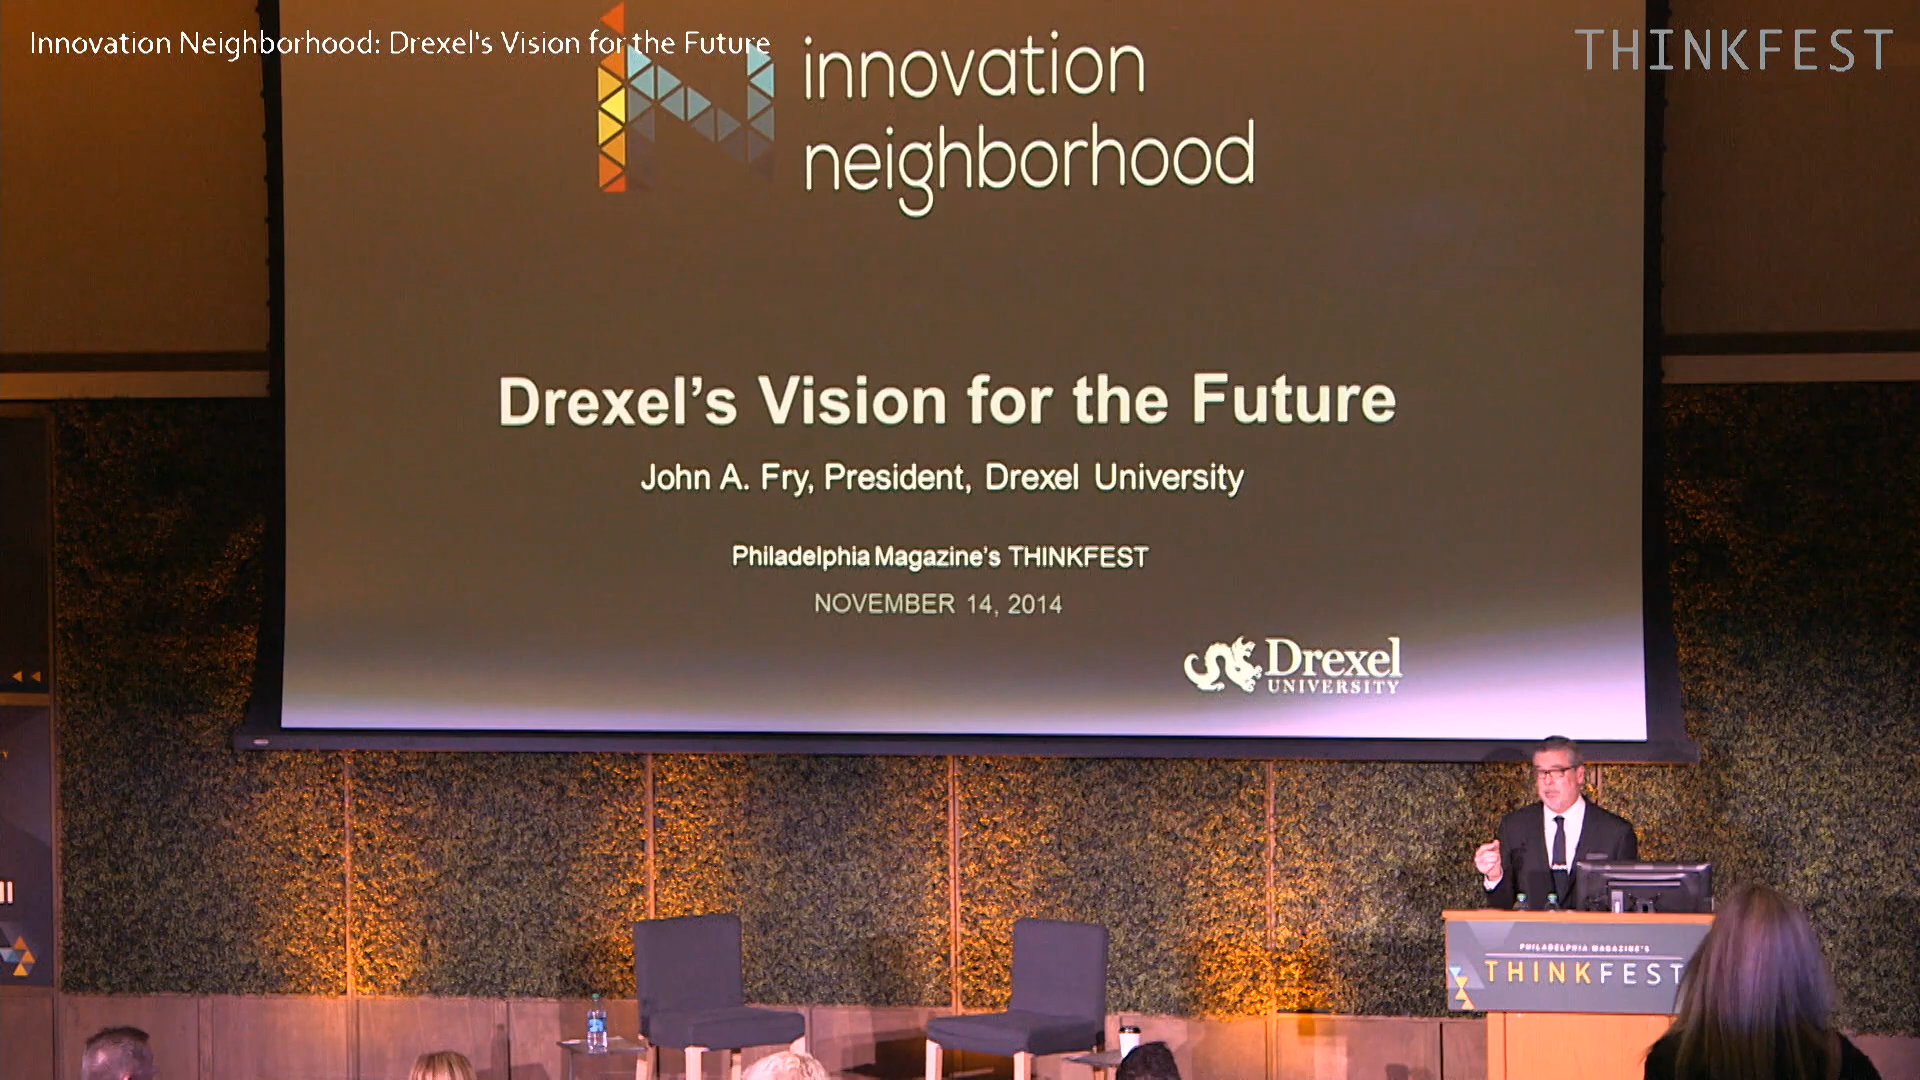 Innovation Neighborhood: Drexel's Vision for the Future
THINKFEST
innovation
neighborhood
Drexel's Vision for the Future
John A. Fry, President, Drexel University
Philadelphia Magazine's THINKFEST
NOVEMBER 14, 2014
Drexel
UNIVERSITY
PHILADELPHIA MAGAZINE'S
THINKFEST